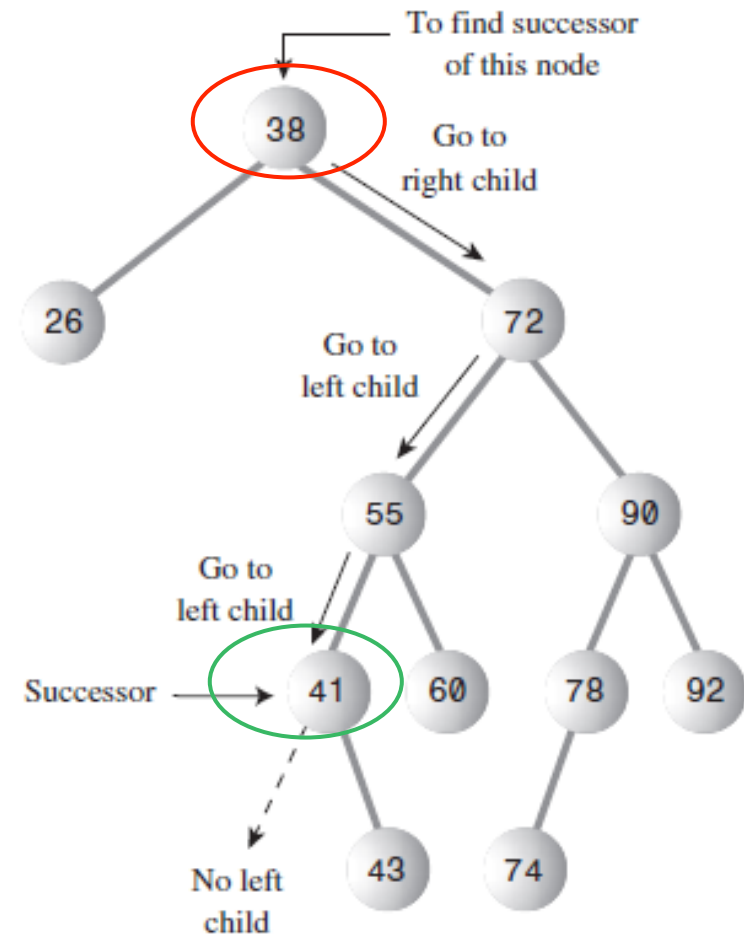 To find successor
of this node
38
Go to
right child
26
72
Go to
left child
55
90
Go to
left child
Successor
41
60
78
92
43
74
No left
child